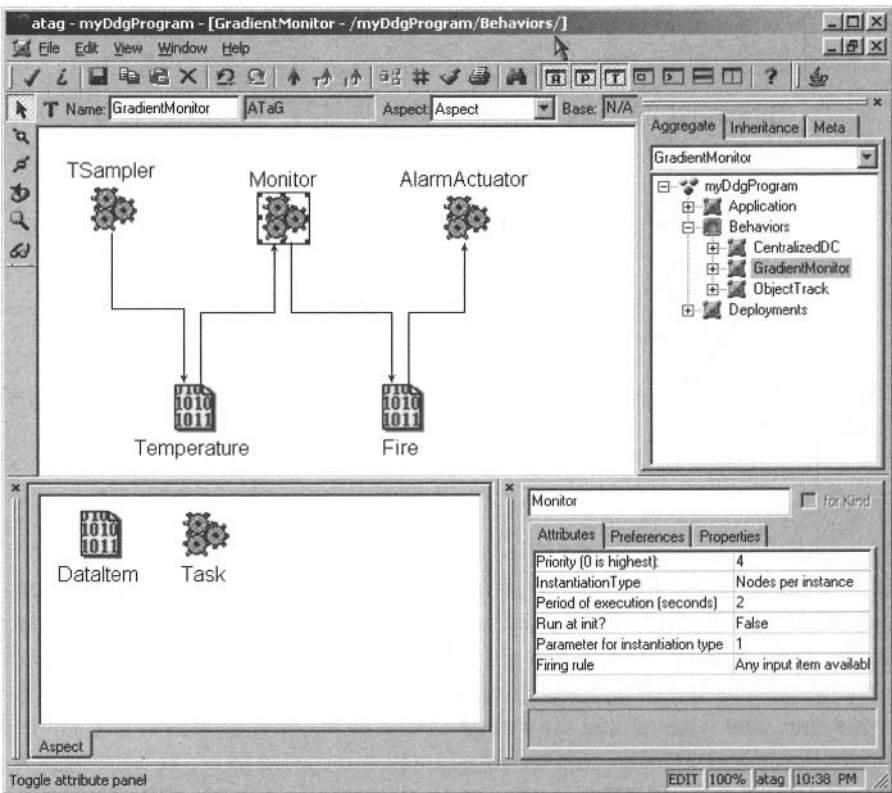 atag - myDdgProgram - [GradientMonitor - /myDdgProgram/Behaviors/]
File Edit View Window Help
A P T
T Name: GradientMonitor ATaG Aspect: Aspect Base: N/A
Aggregate Inheritance Meta
GradientMonitor
myDdgProgram
Application
Behaviors
CentralizedDC
GradientMonitor
ObjectTrack
Deployments
TSampler
Monitor
AlarmActuator
Temperature
Fire
DataItem
Task
Aspect
Monitor for Kind
Attributes Preferences Properties
Priority (0 is highest): 4
InstantiationType Nodes per instance
Period of execution (seconds) 2
Run at init? False
Parameter for instantiation type 1
Firing rule Any input item availabl
Toggle attribute panel EDIT 100% atag 10:38 PM